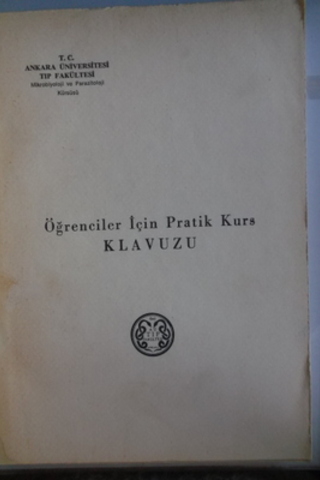 T. C.
ANKARA ÜNİVERSİTESİ
TIP FAKÜLTESİ
Mikrobiyoloji ve Parazitoloji
Kürsüsü
Öğrenciler İçin Pratik Kurs
KLAVUZU